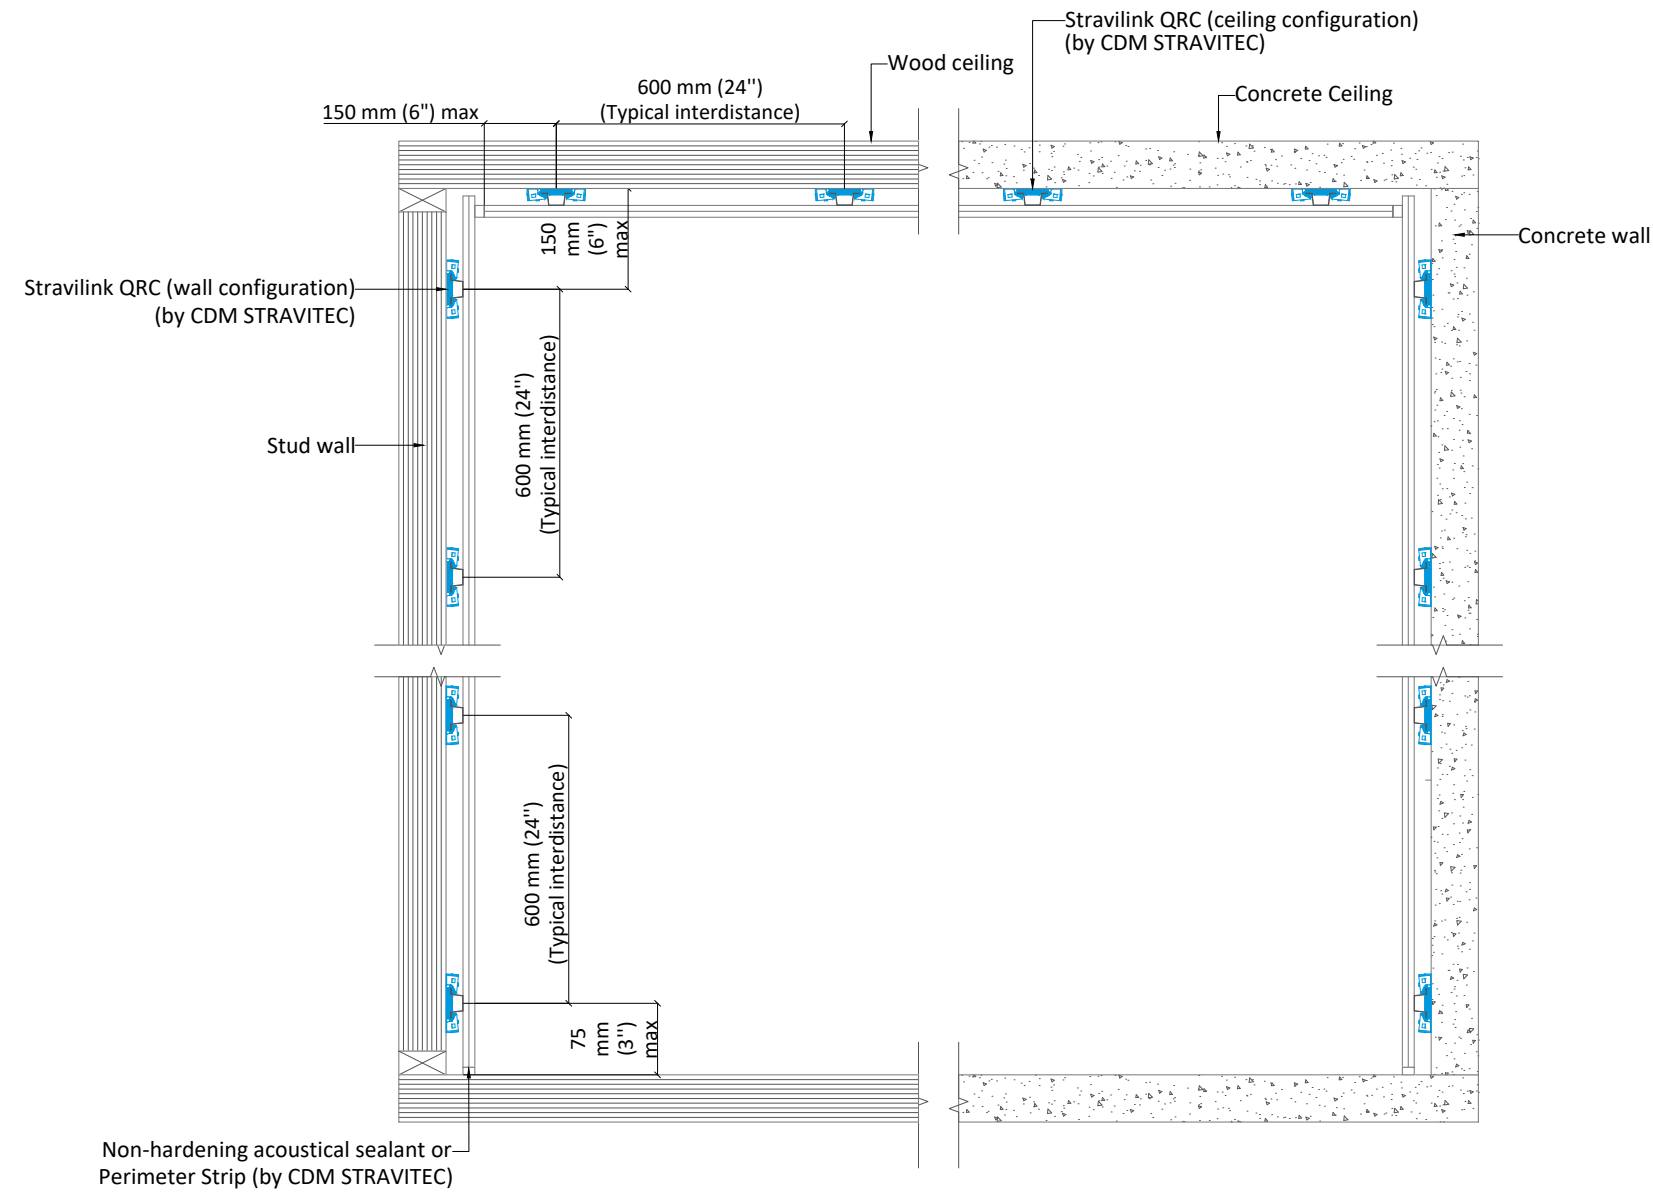 Stravilink QRC (ceiling configuration)
(by CDM STRAVITEC)
Wood ceiling
600 mm (24'')
(Typical interdistance)
150 mm (6") max
Concrete Ceiling
150
mm
(6")
max
Concrete wall
Stravilink QRC (wall configuration)
(by CDM STRAVITEC)
600 mm (24'')
(Typical interdistance)
Stud wall
600 mm (24'')
(Typical interdistance)
75
mm
(3'')
max
Non-hardening acoustical sealant or
Perimeter Strip (by CDM STRAVITEC)